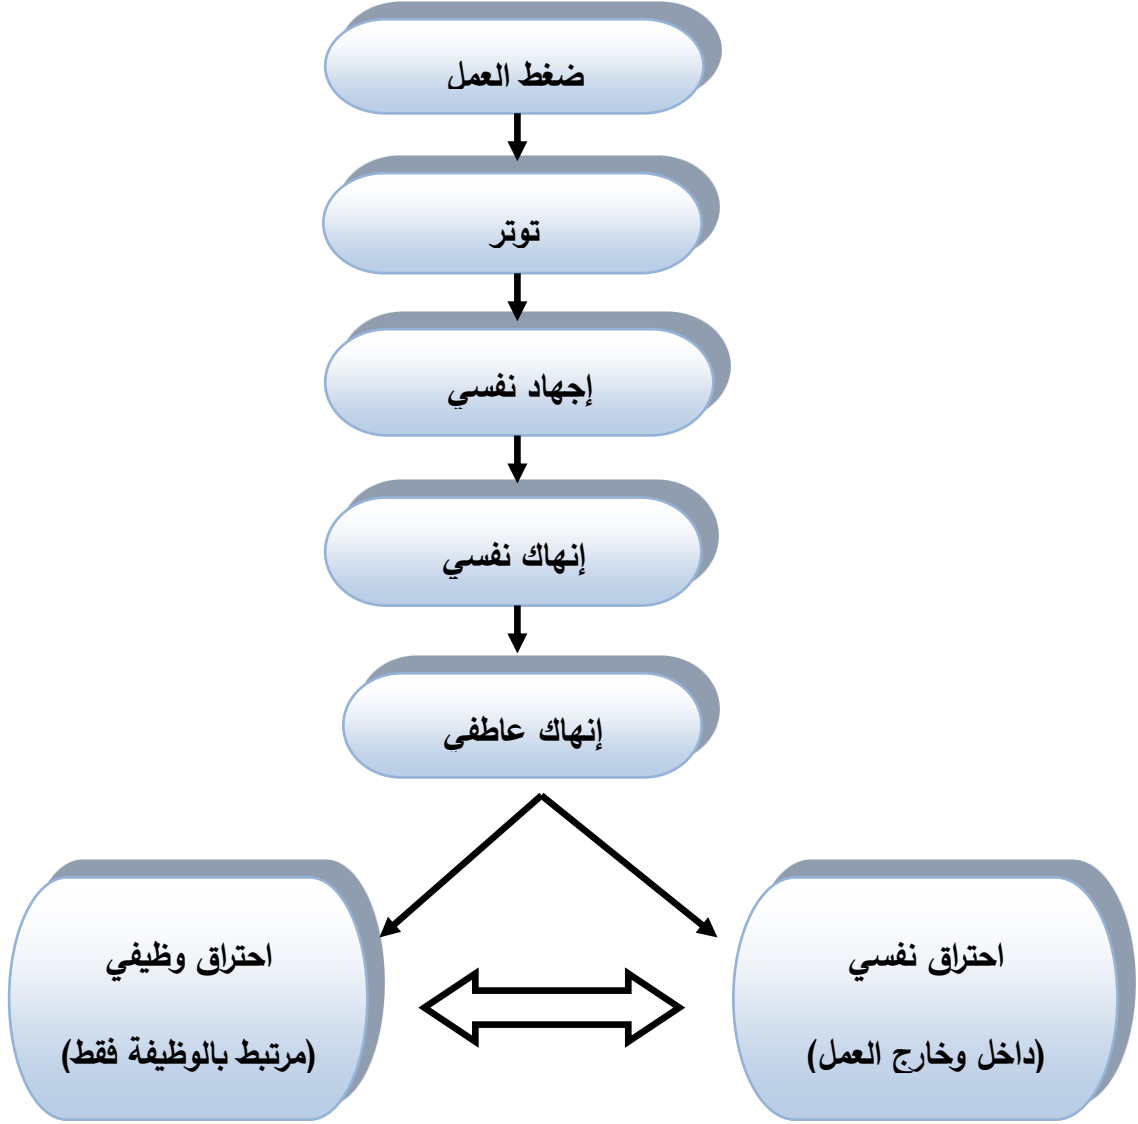 ضغط العمل
توتر
إجهاد نفسي
إنهاك نفسي
إنهاك عاطفي
احتراق نفسي
(داخل وخارج العمل)
احتراق وظيفي
(مرتبط بالوظيفة فقط)